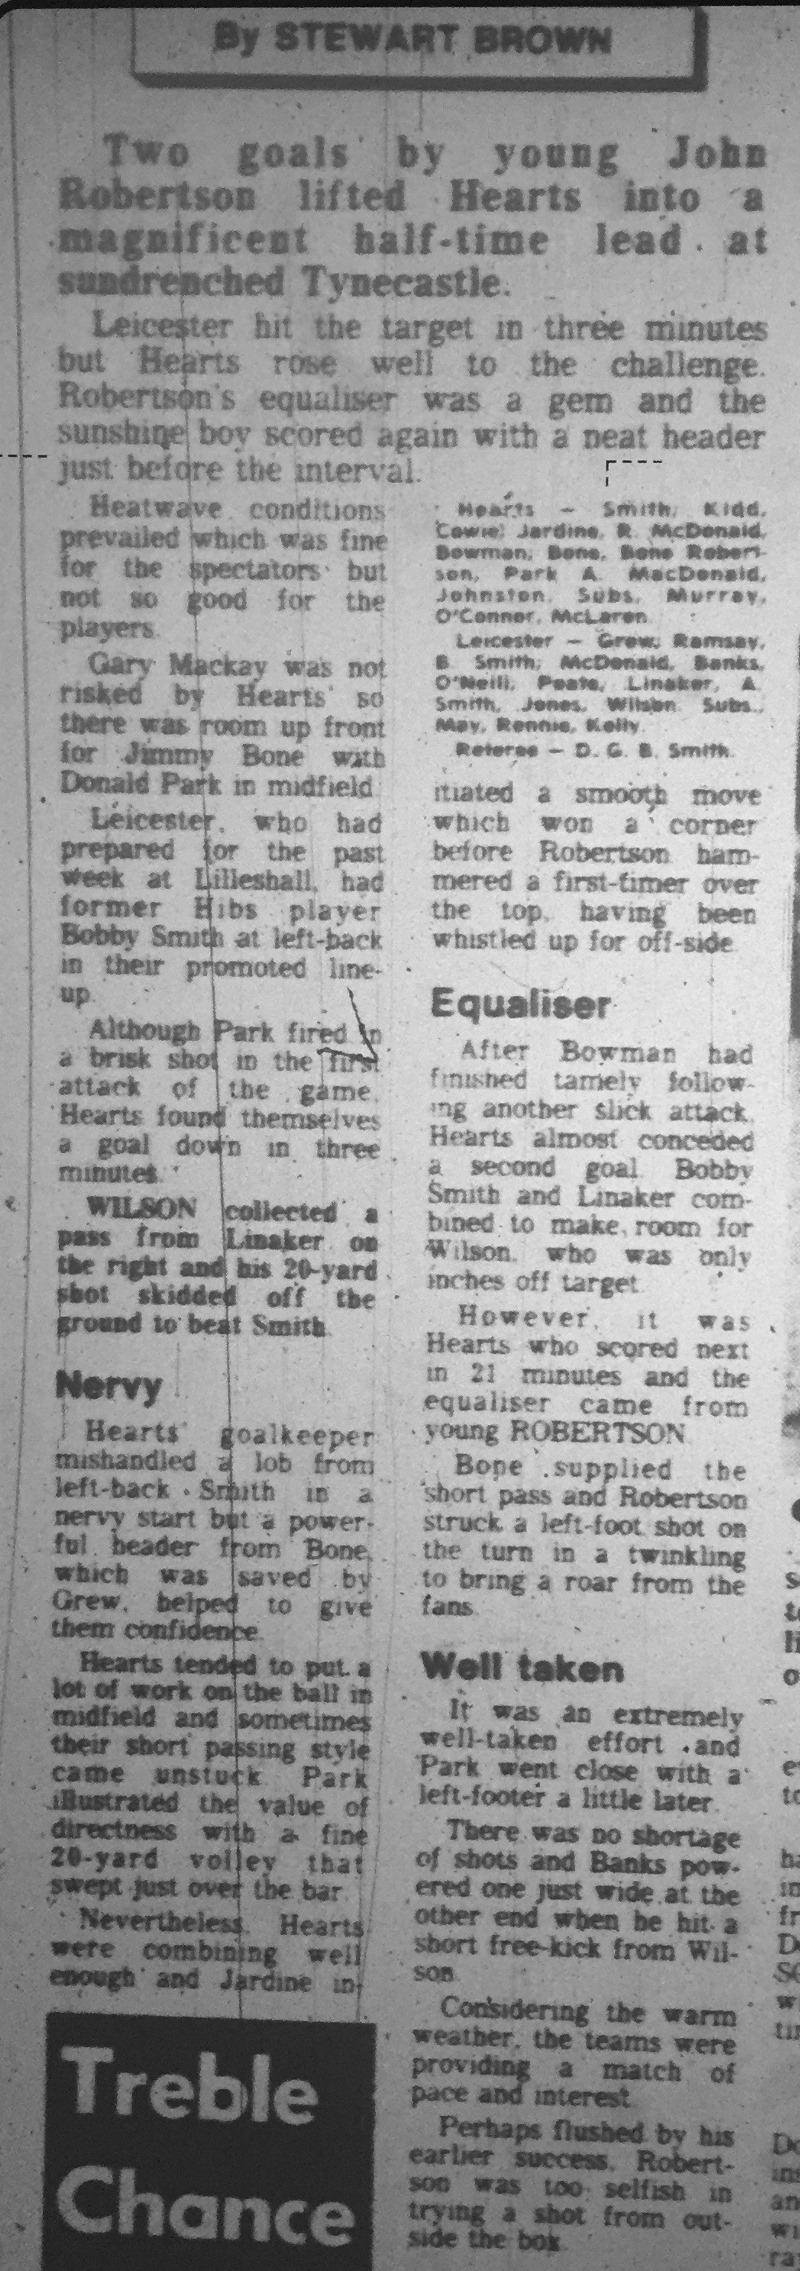 By STEWART BROWN
Two goals by young John
Robertson lifted Hearts into a
magnificent half-time lead at
sundrenched Tynecastle.
Leicester hit the target in three minutes
but Hearts rose well to the challenge.
Robertson's equaliser was a gem and the
sunshine boy scored again with a neat header
just before the interval.
Heatwave conditions
prevailed which was fine
for the spectators but
not so good for the
players.
Gary Mackay was not
risked by Hearts so
there was room up front
for Jimmy Bone with
Donald Park in midfield.
Leicester, who had
prepared for the past
week at Lilleshall, had
former Hibs player
Bobby Smith at left-back
in their promoted line-
up.
Although Park fired in
a brisk shot in the first
attack of the game,
Hearts found themselves
a goal down in three
minutes.
WILSON collected a
pass from Linaker on
the right and his 20-yard
shot skidded off the
ground to beat Smith.
Nervy
Hearts' goalkeeper
mishandled a lob from
left-back Smith in a
nervy start but a power-
ful header from Bone,
which was saved by
Grew, helped to give
them confidence.
Hearts tended to put a
lot of work on the ball in
midfield and sometimes
their short passing style
came unstuck. Park
illustrated the value of
directness with a fine
20-yard volley that
swept just over the bar.
Nevertheless, Hearts
were combining well
enough and Jardine in-
Treble
Chance
Hearts — Smith, Kidd,
Cowie, Jardine, R. McDonald,
Bowman, Bone, Bone Robert-
son, Park A. MacDonald,
Johnston. Subs, Murray,
O'Connor, McLaren.
Leicester — Grew, Ramsay,
B. Smith, McDonald, Banks,
O'Neill, Peate, Linaker, A.
Smith, Jones, Wilson. Subs.,
May, Rennie, Kelly.
Referee — D. G. B. Smith.
itiated a smooth move
which won a corner
before Robertson ham-
mered a first-timer over
the top, having been
whistled up for off-side.
Equaliser
After Bowman had
finished tamely follow-
ing another slick attack,
Hearts almost conceded
a second goal. Bobby
Smith and Linaker com-
bined to make room for
Wilson, who was only
inches off target.
However, it was
Hearts who scored next
in 21 minutes and the
equaliser came from
young ROBERTSON.
Bone supplied the
short pass and Robertson
struck a left-foot shot on
the turn in a twinkling
to bring a roar from the
fans.
Well taken
It was an extremely
well-taken effort and
Park went close with a
left-footer a little later.
There was no shortage
of shots and Banks pow-
ered one just wide at the
other end when he hit a
short free-kick from Wil-
son.
Considering the warm
weather, the teams were
providing a match of
pace and interest.
Perhaps flushed by his
earlier success, Robert-
son was too selfish in
trying a shot from out-
side the box.